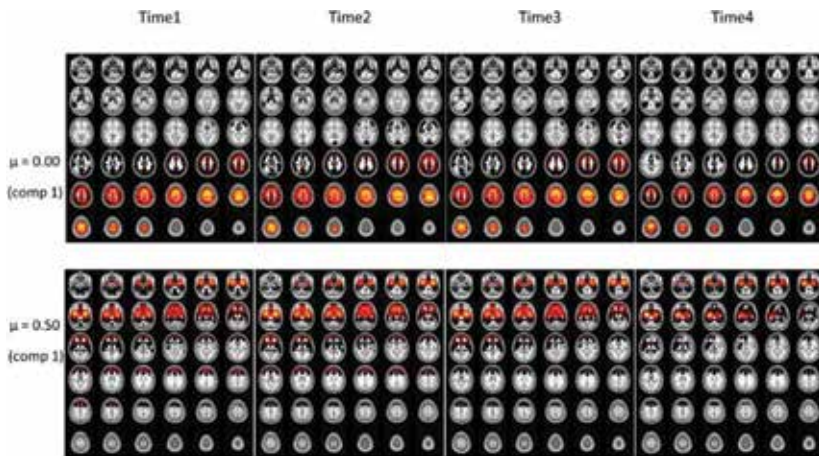 Time1
Time2
Time3
Time4
μ = 0.00
(comp 1)
μ = 0.50
(comp 1)